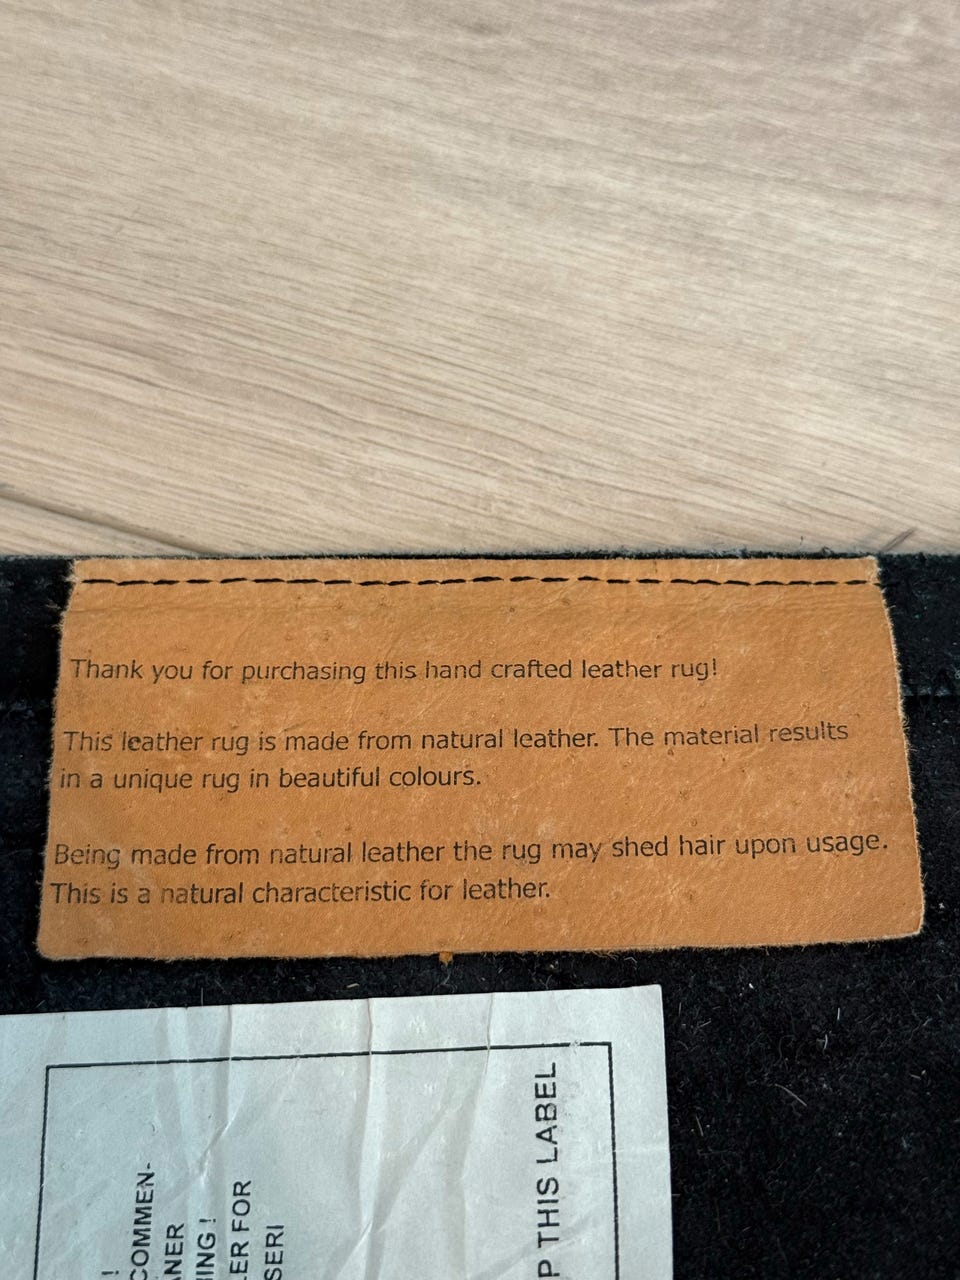 Thank you for purchasing this hand crafted leather rug!
This leather rug is made from natural leather. The material results
in a unique rug in beautiful colours.
Being made from natural leather the rug may shed hair upon usage.
This is a natural characteristic for leather.
!
COMMEN-
ANER
ING!
ER FOR
SERI
P THIS LABEL